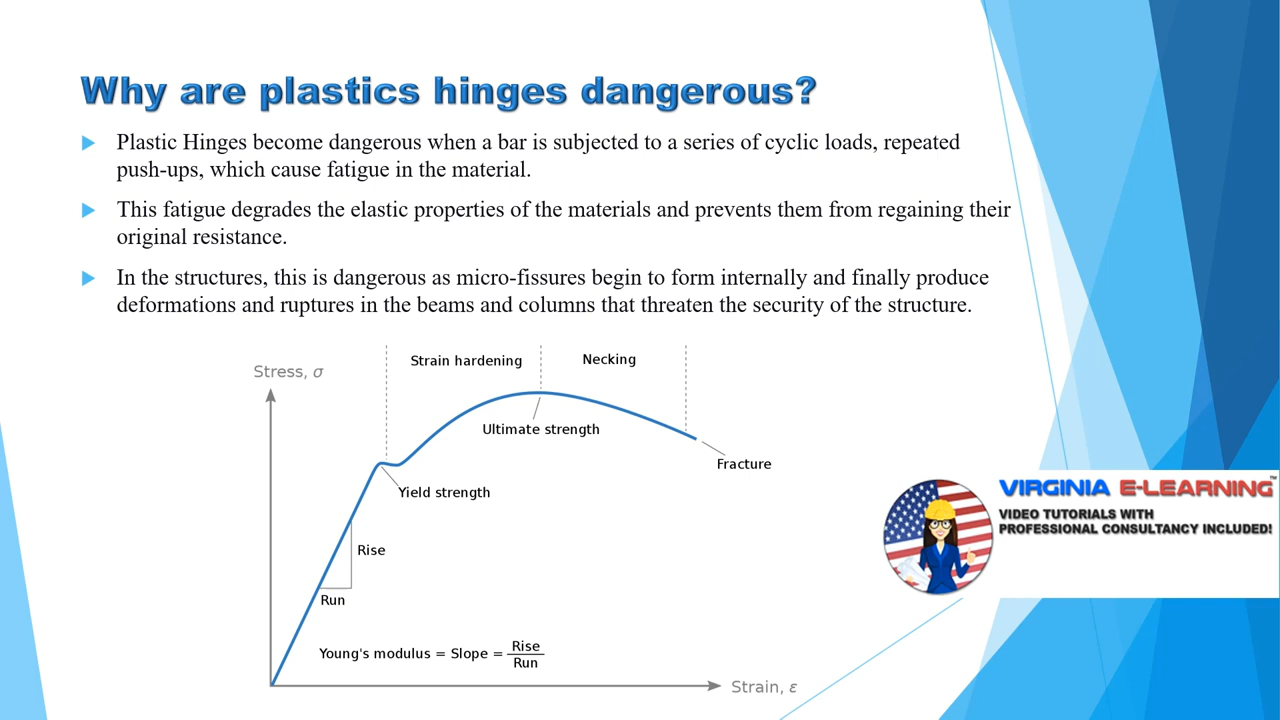 Why are plastics hinges dangerous?
Plastic Hinges become dangerous when a bar is subjected to a series of cyclic loads, repeated
push-ups, which cause fatigue in the material.
This fatigue degrades the elastic properties of the materials and prevents them from regaining their
original resistance.
In the structures, this is dangerous as micro-fissures begin to form internally and finally produce
deformations and ruptures in the beams and columns that threaten the security of the structure.
Strain hardening
Necking
Stress, σ
Ultimate strength
Fracture
Yield strength
Rise
Run
Young's modulus = Slope = Rise
Run
Strain, ε
VIRGINIA E-LEARNING™
VIDEO TUTORIALS WITH
PROFESSIONAL CONSULTANCY INCLUDED!